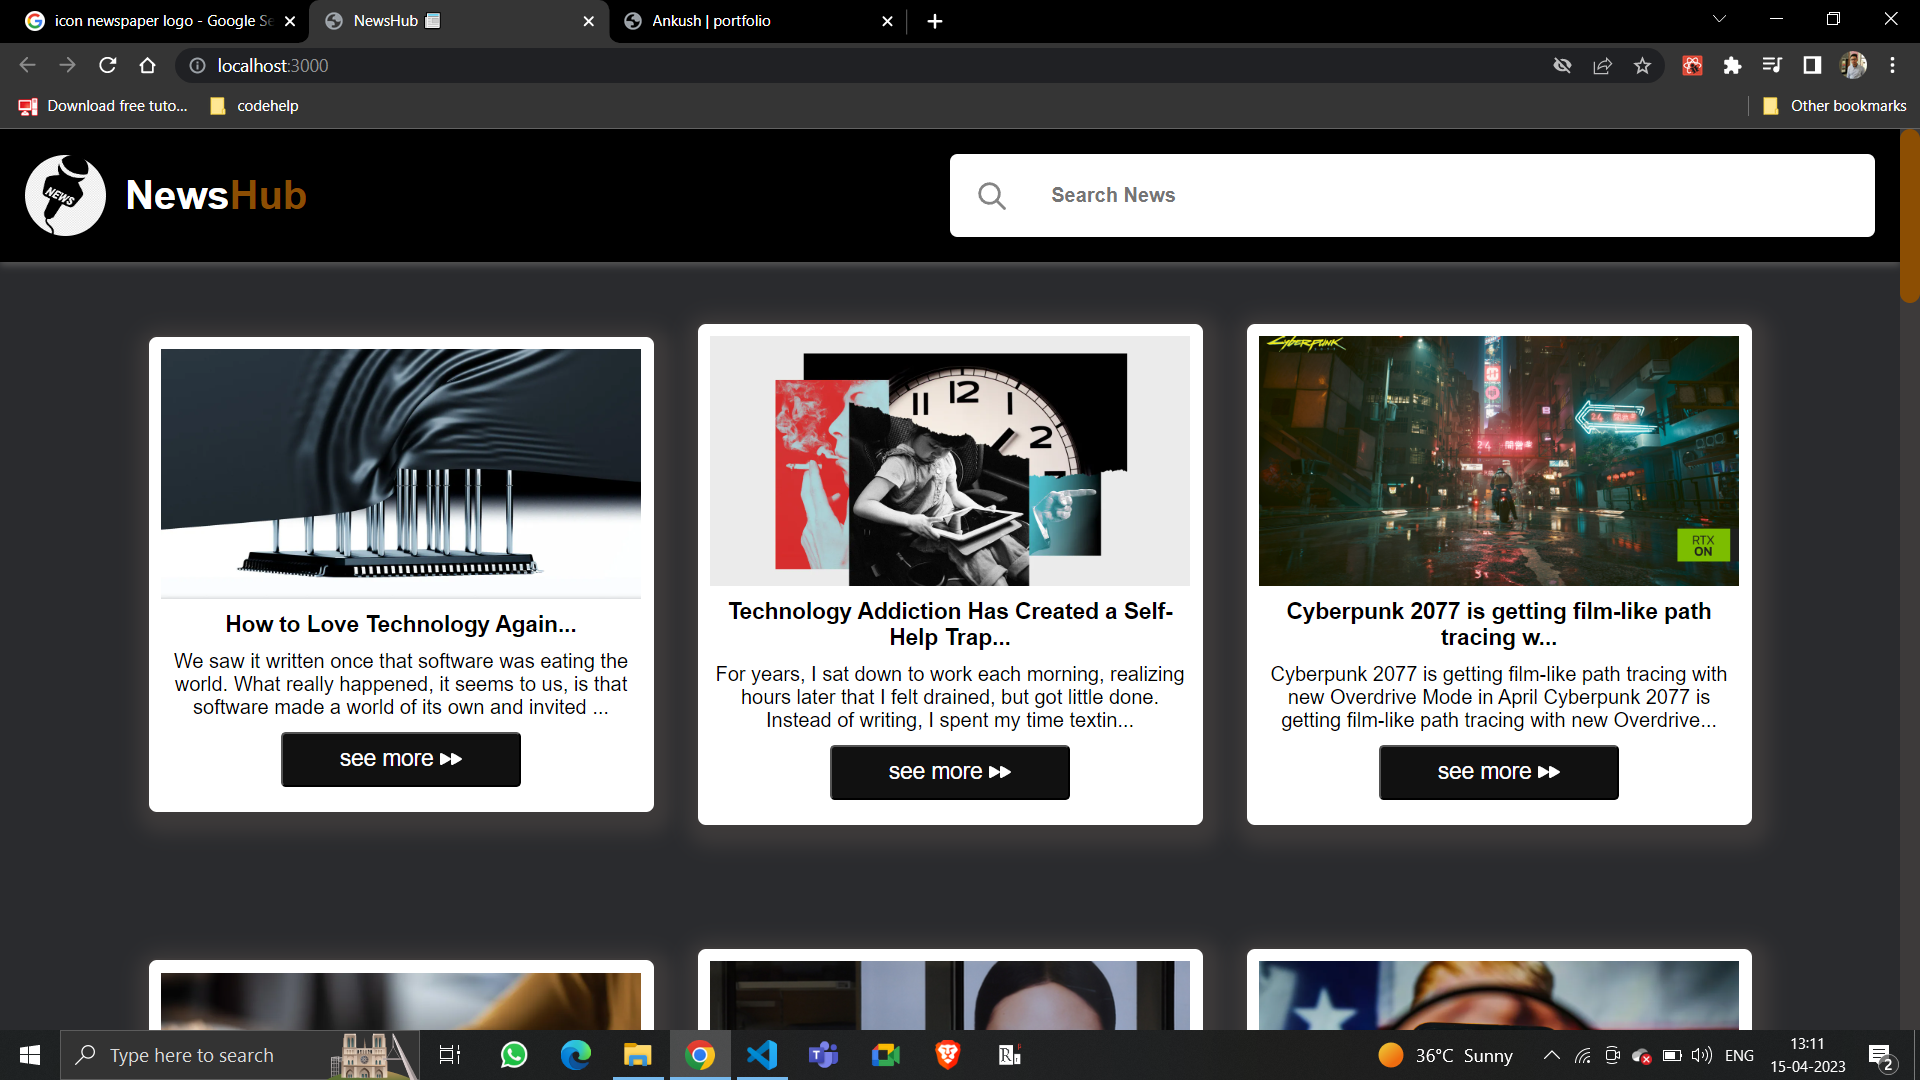 icon newspaper logo - Google Se
NewsHub
Ankush | portfolio
localhost:3000
Download free tuto...
codehelp
Other bookmarks
NEWS
NewsHub
Search News
CYBERPUNK
12
11
1
2
24
24
RTX
ON
How to Love Technology Again...
We saw it written once that software was eating the
world. What really happened, it seems to us, is that
software made a world of its own and invited ...
see more
Technology Addiction Has Created a Self-
Help Trap...
For years, I sat down to work each morning, realizing
hours later that I felt drained, but got little done.
Instead of writing, I spent my time textin...
see more
Cyberpunk 2077 is getting film-like path
tracing w...
Cyberpunk 2077 is getting film-like path tracing with
new Overdrive Mode in April Cyberpunk 2077 is
getting film-like path tracing with new Overdrive...
see more
Type here to search
36°C Sunny
ENG
13:11
15-04-2023
2